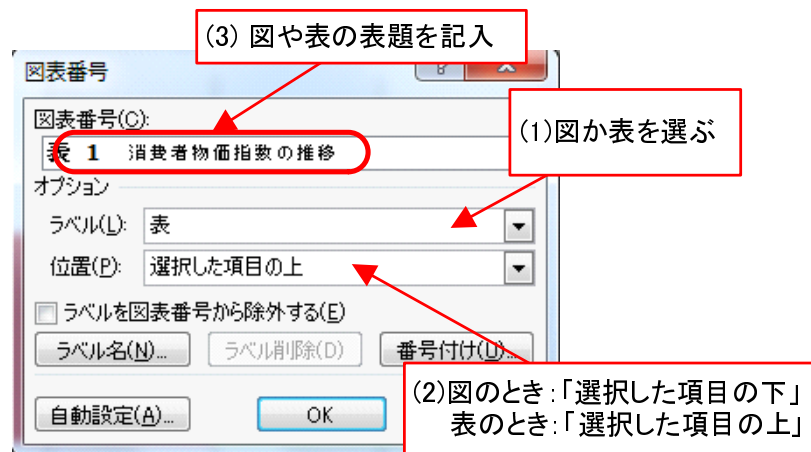 (3) 図や表の表題を記入
図表番号
図表番号(C):
表 1 消費者物価指数の推移
(1)図か表を選ぶ
オプション
ラベル(L): 表
位置(P): 選択した項目の上
ラベルを図表番号から除外する(E)
ラベル名(N)... ラベル削除(D) 番号付け(U)...
(2)図のとき：「選択した項目の下」
表のとき：「選択した項目の上」
自動設定(A)... OK